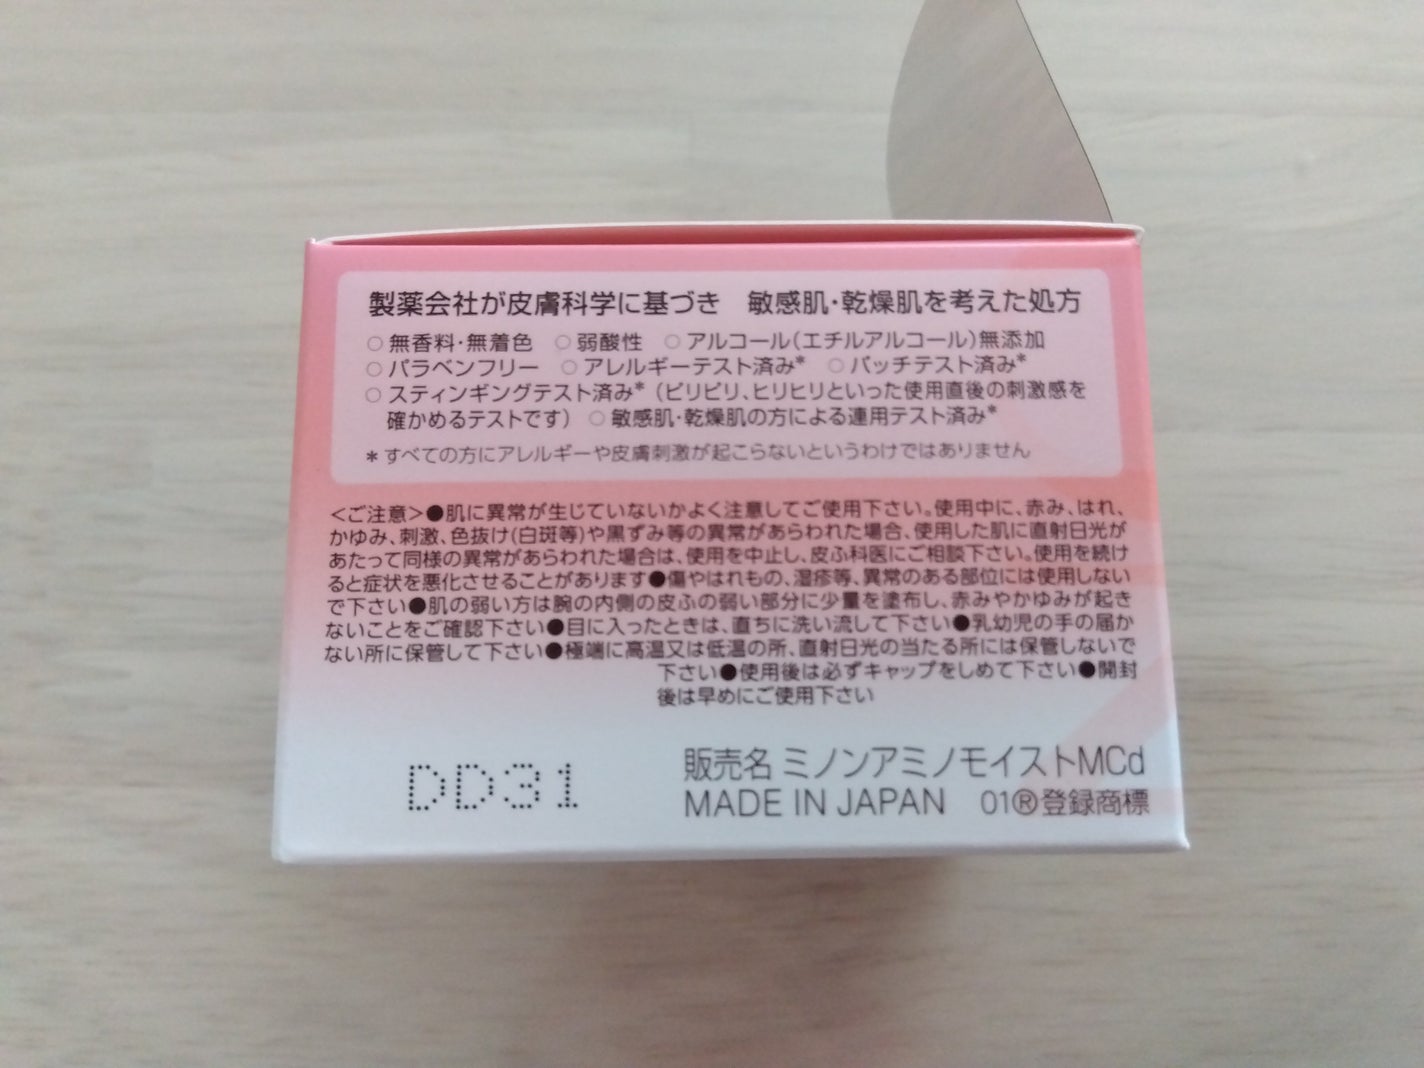 製薬会社が皮膚科学に基づき　敏感肌・乾燥肌を考えた処方
○ 無香料・無着色　○ 弱酸性　○ アルコール（エチルアルコール）無添加
○ パラベンフリー　○ アレルギーテスト済み*　○ パッチテスト済み*
○ スティンギングテスト済み*（ピリピリ、ヒリヒリといった使用直後の刺激感を
確かめるテストです）　○ 敏感肌・乾燥肌の方による連用テスト済み*
＊すべての方にアレルギーや皮膚刺激が起こらないというわけではありません
＜ご注意＞●肌に異常が生じていないかよく注意してご使用下さい。使用中に、赤み、はれ、
かゆみ、刺激、色抜け(白斑等)や黒ずみ等の異常があらわれた場合、使用した肌に直射日光が
あたって同様の異常があらわれた場合は、使用を中止し、皮ふ科医にご相談下さい。使用を続け
ると症状を悪化させることがあります●傷やはれもの、湿疹等、異常のある部位には使用しない
で下さい●肌の弱い方は腕の内側の皮ふの弱い部分に少量を塗布し、赤みやかゆみが起き
ないことをご確認下さい●目に入ったときは、直ちに洗い流して下さい●乳幼児の手の届か
ない所に保管して下さい●極端に高温又は低温の所、直射日光の当たる所には保管しないで
下さい●使用後は必ずキャップをしめて下さい●開封
後は早めにご使用下さい
DD31
販売名 ミノンアミノモイストMCd
MADE IN JAPAN　01®登録商標